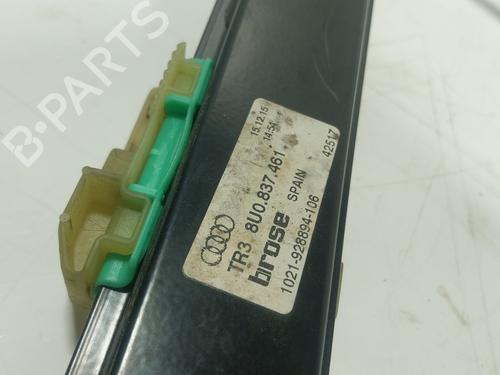 B-PARTS
15.12.15 14:54
42517
TR3 8U0.837.461.
brose SPAIN
1021-928894-106